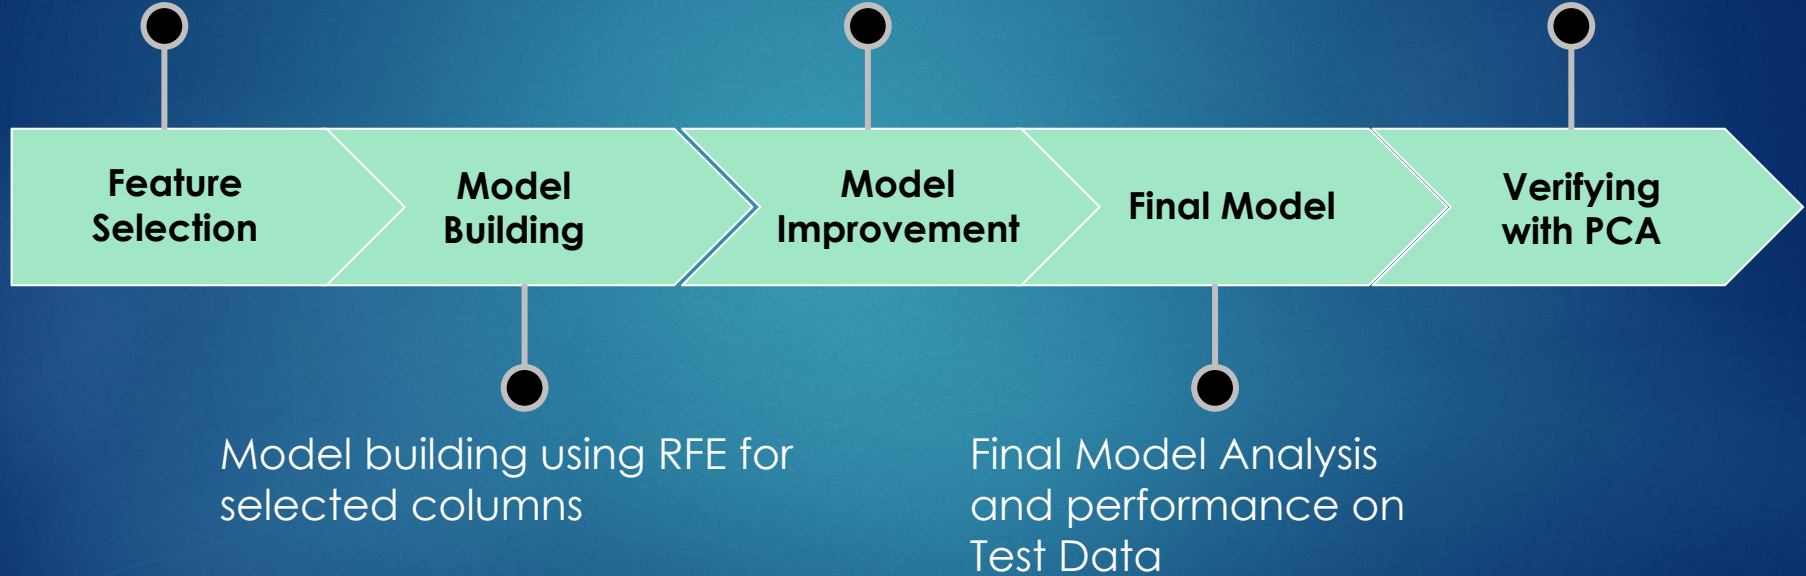 Feature
Selection
Model
Building
Model
Improvement
Final Model
Verifying
with PCA
Model building using RFE for
selected columns
Final Model Analysis
and performance on
Test Data